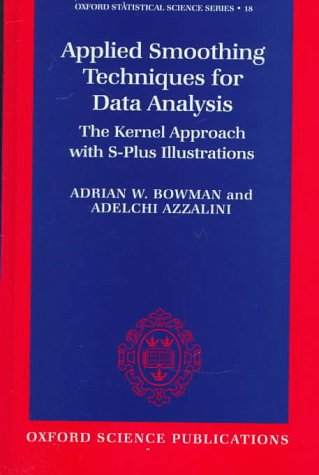 OXFORD STATISTICAL SCIENCE SERIES • 18
Applied Smoothing
Techniques for
Data Analysis
The Kernel Approach
with S-Plus Illustrations
ADRIAN W. BOWMAN and
ADELCHI AZZALINI
OXFORD SCIENCE PUBLICATIONS